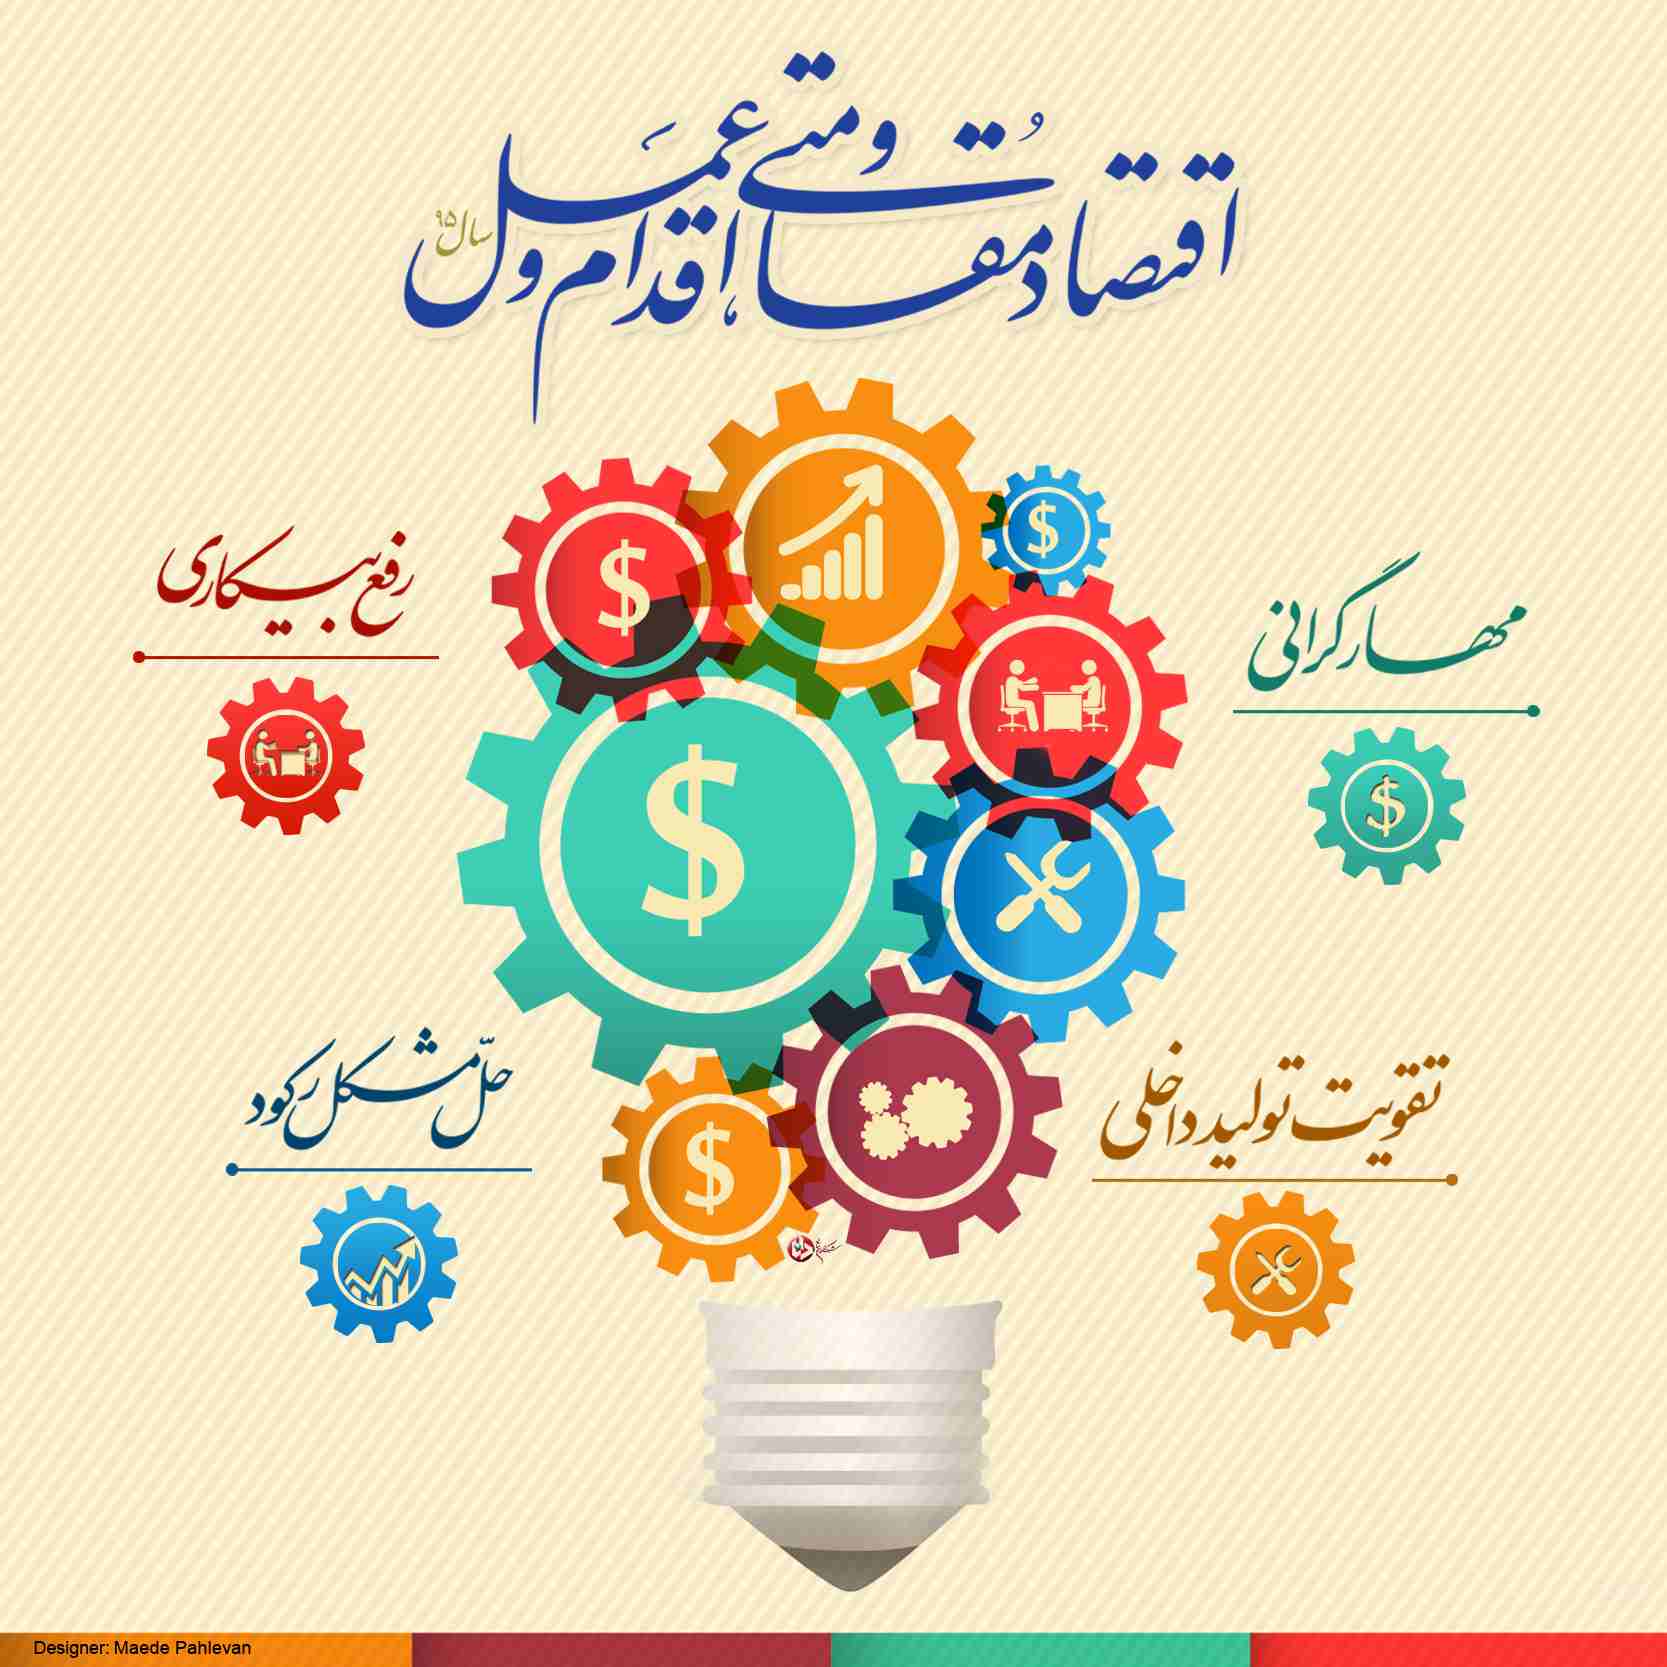 اقتصاد مقاومتی، اقدام و عمل
سال ۹۵
رفع بیکاری
مهار گرانی
حلّ مشکل رکود
تقویت تولید داخلی
$
$
$
$
$
Designer: Maede Pahlevan